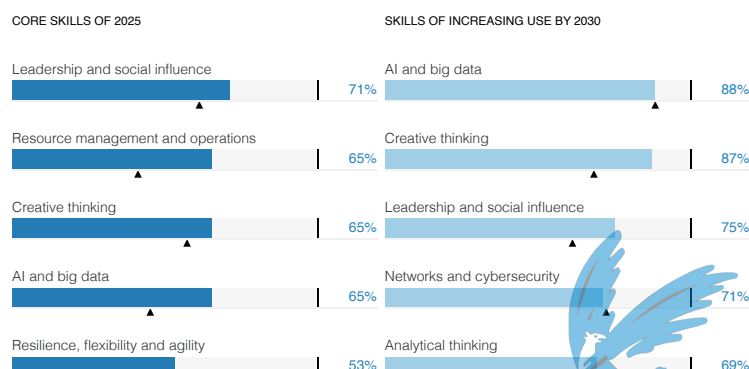 CORE SKILLS OF 2025
Leadership and social influence
71%
Resource management and operations
65%
Creative thinking
65%
AI and big data
65%
Resilience, flexibility and agility
53%
SKILLS OF INCREASING USE BY 2030
AI and big data
88%
Creative thinking
87%
Leadership and social influence
75%
Networks and cybersecurity
71%
Analytical thinking
69%